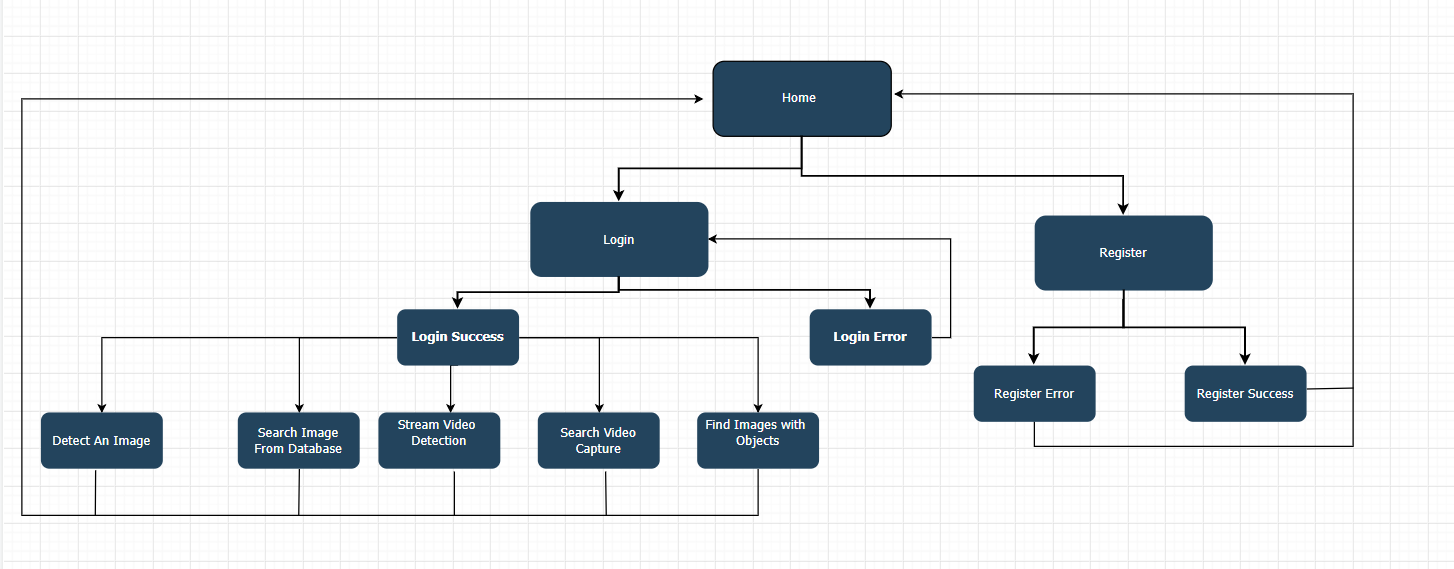 Home
Login
Register
Login Success
Login Error
Register Error
Register Success
Detect An Image
Search Image
From Database
Stream Video
Detection
Search Video
Capture
Find Images with
Objects